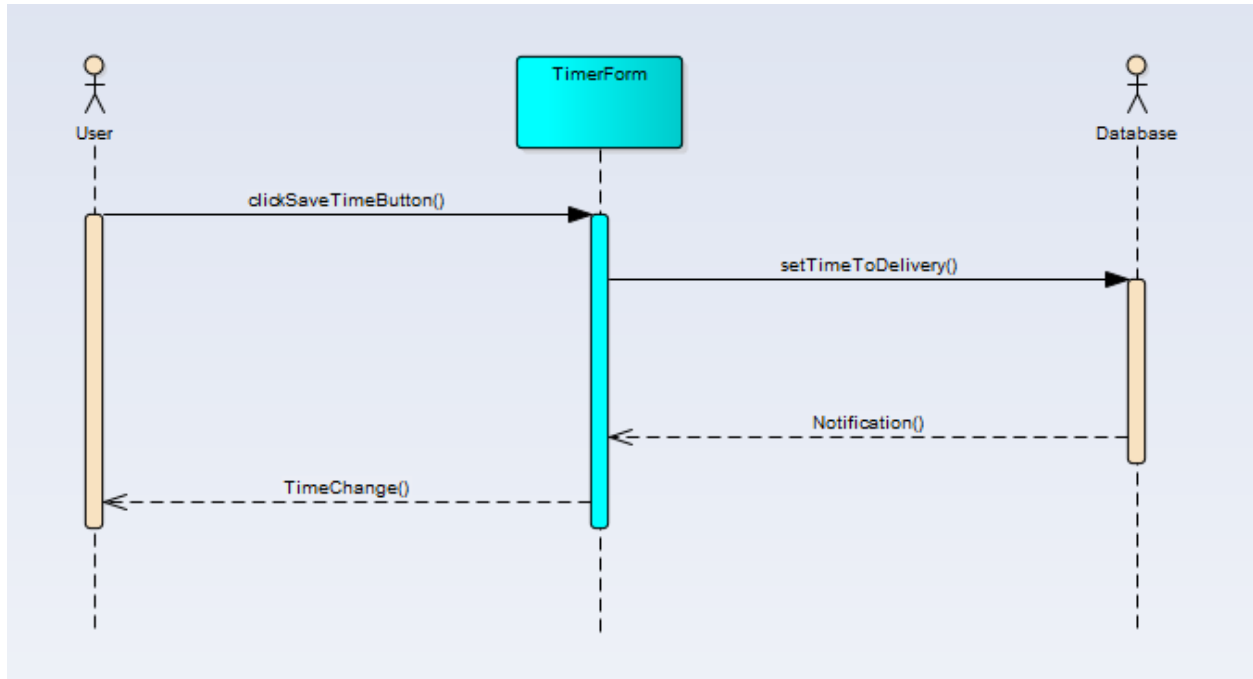 TimerForm
User
Database
clickSaveTimeButton()
setTimeToDelivery()
Notification()
TimeChange()